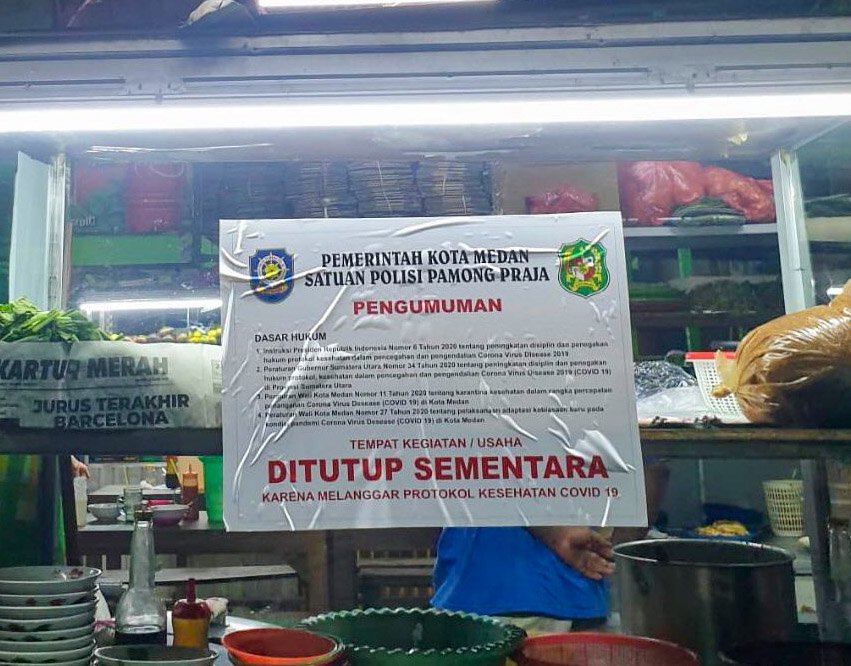 PEMERINTAH KOTA MEDAN
SATUAN POLISI PAMONG PRAJA
PENGUMUMAN
DASAR HUKUM
1. Instruksi Presiden Republik Indonesia Nomor 6 Tahun 2020 tentang peningkatan disiplin dan penegakan
hukum protokol kesehatan dalam pencegahan dan pengendalian Corona Virus Disease 2019
2. Peraturan Gubernur Sumatera Utara Nomor 34 Tahun 2020 tentang peningkatan disiplin dan penegakan
hukum protokol, kesehatan dalam pencegahan dan pengendalian Corona Virus Disease 2019 (COVID 19)
di Provinsi Sumatera Utara
3. Peraturan Wali Kota Medan Nomor 11 Tahun 2020 tentang karantina kesehatan dalam rangka percepatan
penanganan Corona Virus Desease (COVID 19) di Kota Medan
4. Peraturan Wali Kota Medan Nomor 27 Tahun 2020 tentang pelaksanaan adaptasi kebiasaan baru pada
kondisi pandemi Corona Virus Desease (COVID 19) di Kota Medan
TEMPAT KEGIATAN / USAHA
DITUTUP SEMENTARA
KARENA MELANGGAR PROTOKOL KESEHATAN COVID 19
KARTUR MERAH
JURUS TERAKHIR
BARCELONA